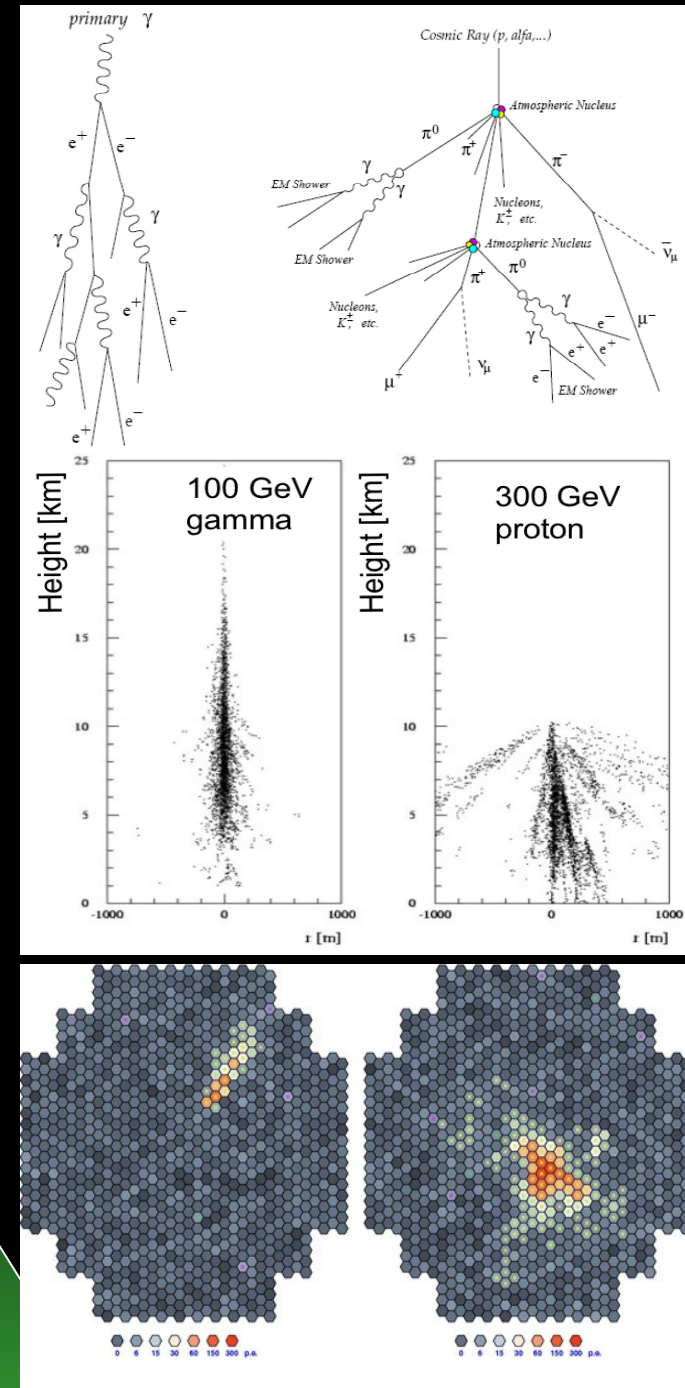 primary γ
e⁺
e⁻
γ
γ
e⁺
e⁻
e⁺
e⁻
Cosmic Ray (p, alfa,...)
Atmospheric Nucleus
π⁰
π⁺
π⁻
γ
γ
EM Shower
EM Shower
Nucleons,
K±, etc.
Atmospheric Nucleus
ν̄μ
π⁺
π⁰
Nucleons,
K±, etc.
γ
γ
e⁻
e⁺
e⁺
e⁻
μ⁻
μ⁺
νμ
EM Shower
Height [km]
25
20
15
10
5
0
100 GeV
gamma
-1000
0
1000
r [m]
Height [km]
25
20
15
10
5
0
300 GeV
proton
-1000
0
1000
r [m]
0 6 15 30 60 150 300 p.e.
0 6 15 30 60 150 300 p.e.